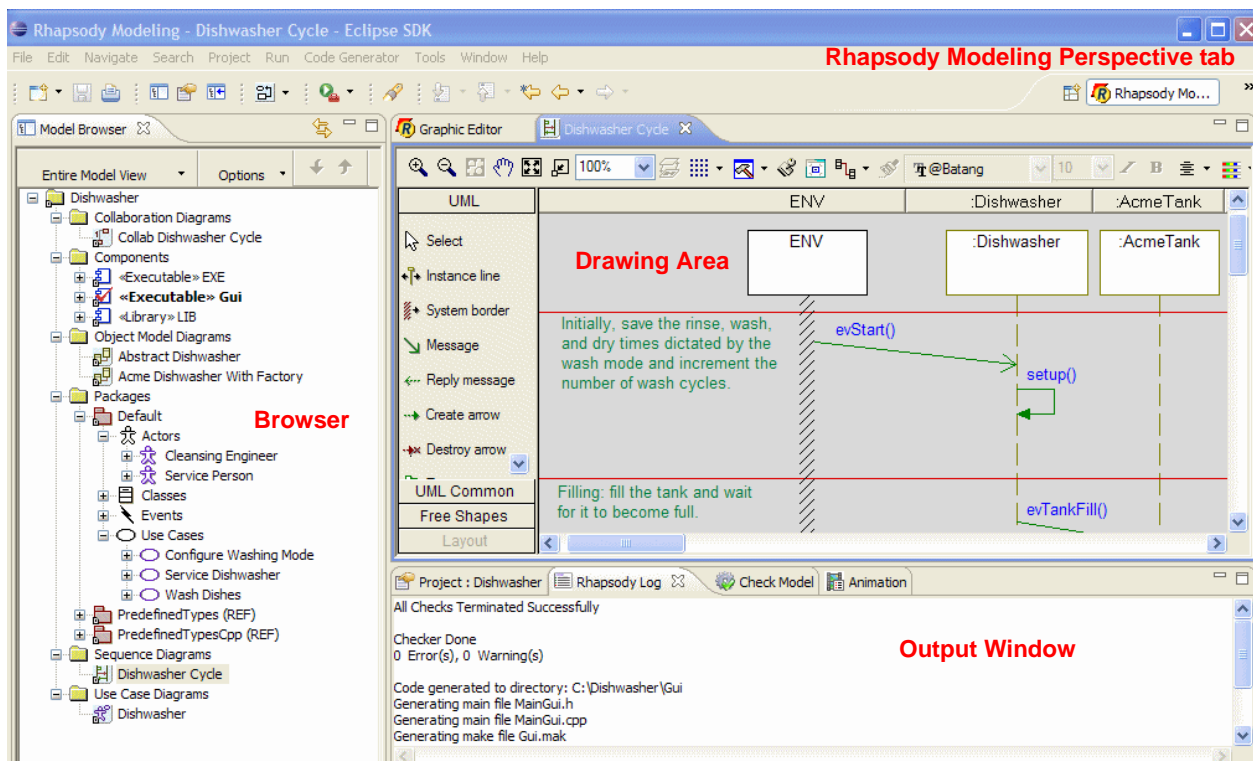 Rhapsody Modeling - Dishwasher Cycle - Eclipse SDK
File Edit Navigate Search Project Run Code Generator Tools Window Help
Rhapsody Modeling Perspective tab
Rhapsody Mo...
Model Browser
Entire Model View Options
Dishwasher
Collaboration Diagrams
Collab Dishwasher Cycle
Components
«Executable» EXE
«Executable» Gui
«Library» LIB
Object Model Diagrams
Abstract Dishwasher
Acme Dishwasher With Factory
Packages
Default
Browser
Actors
Cleansing Engineer
Service Person
Classes
Events
Use Cases
Configure Washing Mode
Service Dishwasher
Wash Dishes
PredefinedTypes (REF)
PredefinedTypesCpp (REF)
Sequence Diagrams
Dishwasher Cycle
Use Case Diagrams
Dishwasher
Graphic Editor Dishwasher Cycle
100% @Batang 10 I B
UML
Select
Instance line
System border
Message
Reply message
Create arrow
Destroy arrow
UML Common
Free Shapes
Layout
ENV :Dishwasher :AcmeTank
ENV :Dishwasher :AcmeTank
Drawing Area
Initially, save the rinse, wash,
and dry times dictated by the
wash mode and increment the
number of wash cycles.
evStart()
setup()
Filling: fill the tank and wait
for it to become full.
evTankFill()
Project : Dishwasher Rhapsody Log Check Model Animation
All Checks Terminated Successfully
Checker Done
0 Error(s), 0 Warning(s)
Output Window
Code generated to directory: C:\Dishwasher\Gui
Generating main file MainGui.h
Generating main file MainGui.cpp
Generating make file Gui.mak